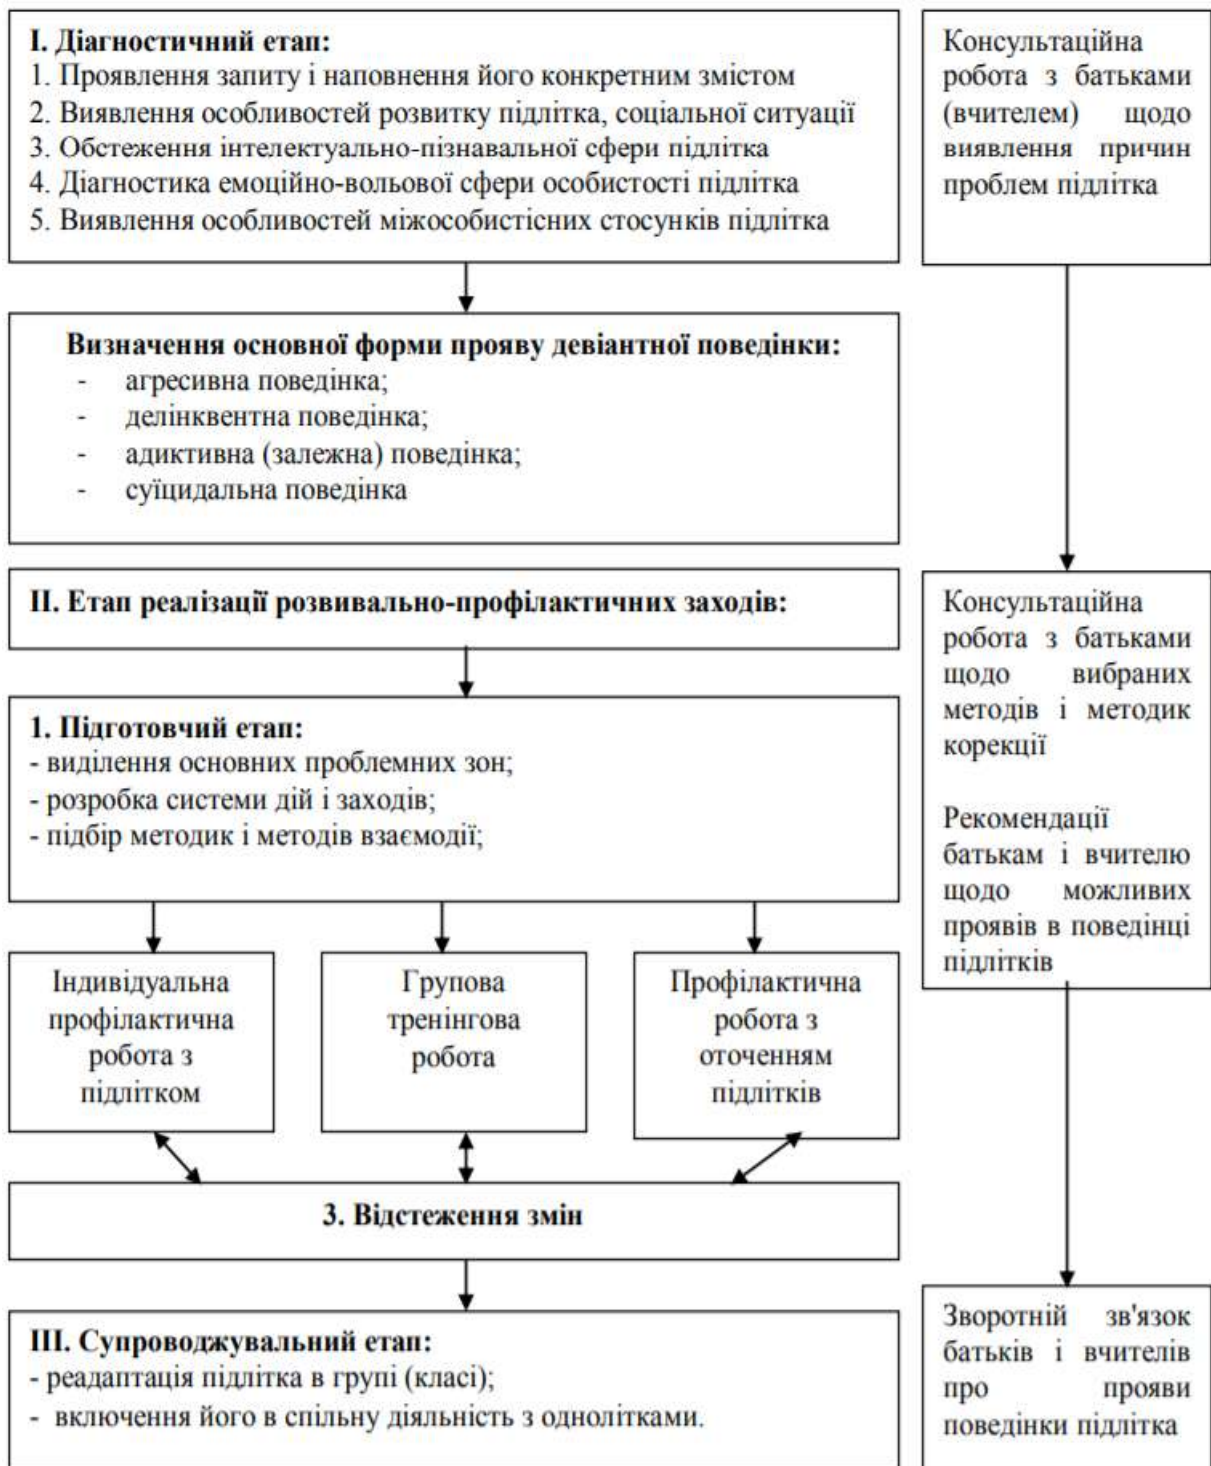 І. Діагностичний етап:
1. Проявлення запиту і наповнення його конкретним змістом
2. Виявлення особливостей розвитку підлітка, соціальної ситуації
3. Обстеження інтелектуально-пізнавальної сфери підлітка
4. Діагностика емоційно-вольової сфери особистості підлітка
5. Виявлення особливостей міжособистісних стосунків підлітка
Консультаційна
робота з батьками
(вчителем) щодо
виявлення причин
проблем підлітка
Визначення основної форми прояву девіантної поведінки:
- агресивна поведінка;
- делінквентна поведінка;
- адиктивна (залежна) поведінка;
- суїцидальна поведінка
ІІ. Етап реалізації розвивально-профілактичних заходів:
1. Підготовчий етап:
- виділення основних проблемних зон;
- розробка системи дій і заходів;
- підбір методик і методів взаємодії;
Консультаційна
робота з батьками
щодо вибраних
методів і методик
корекції
Рекомендації
батькам і вчителю
щодо можливих
проявів в поведінці
підлітків
Індивідуальна
профілактична
робота з
підлітком
Групова
тренінгова
робота
Профілактична
робота з
оточенням
підлітків
3. Відстеження змін
ІІІ. Супроводжувальний етап:
- реадаптація підлітка в групі (класі);
- включення його в спільну діяльність з однолітками.
Зворотній зв'язок
батьків і вчителів
про прояви
поведінки підлітка